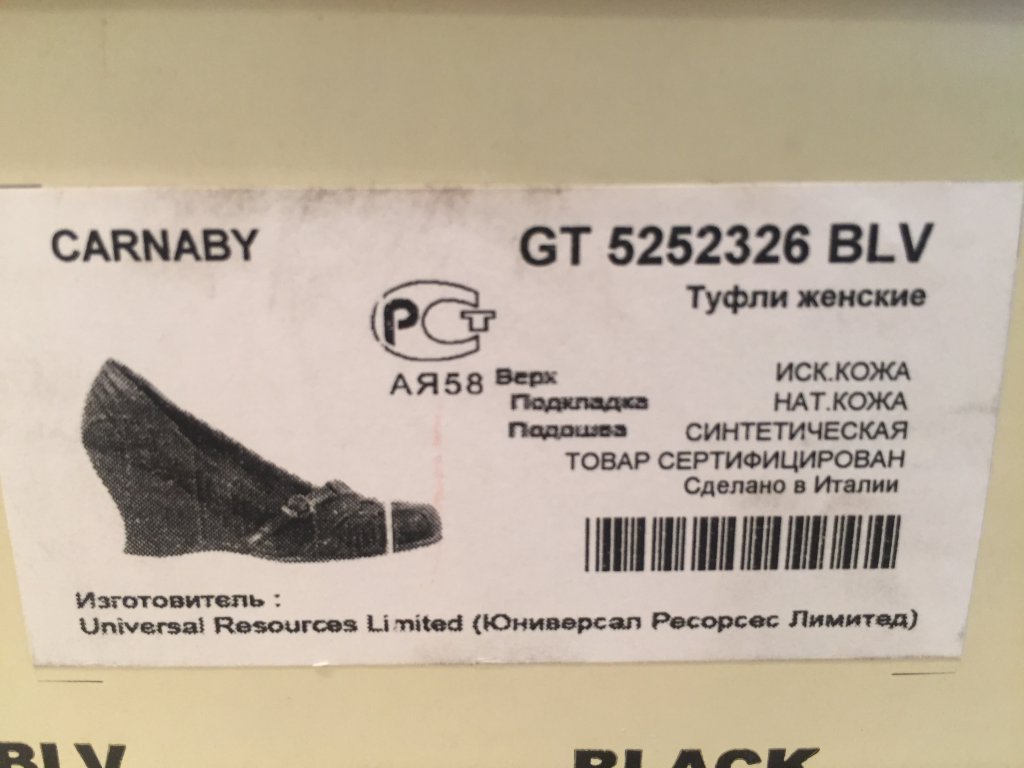 CARNABY
GT 5252326 BLV
Туфли женские
РСТ
АЯ58
Верх ИСК.КОЖА
Подкладка НАТ.КОЖА
Подошва СИНТЕТИЧЕСКАЯ
ТОВАР СЕРТИФИЦИРОВАН
Сделано в Италии
Изготовитель :
Universal Resources Limited (Юниверсал Ресорсес Лимитед)
BLV
BLACK